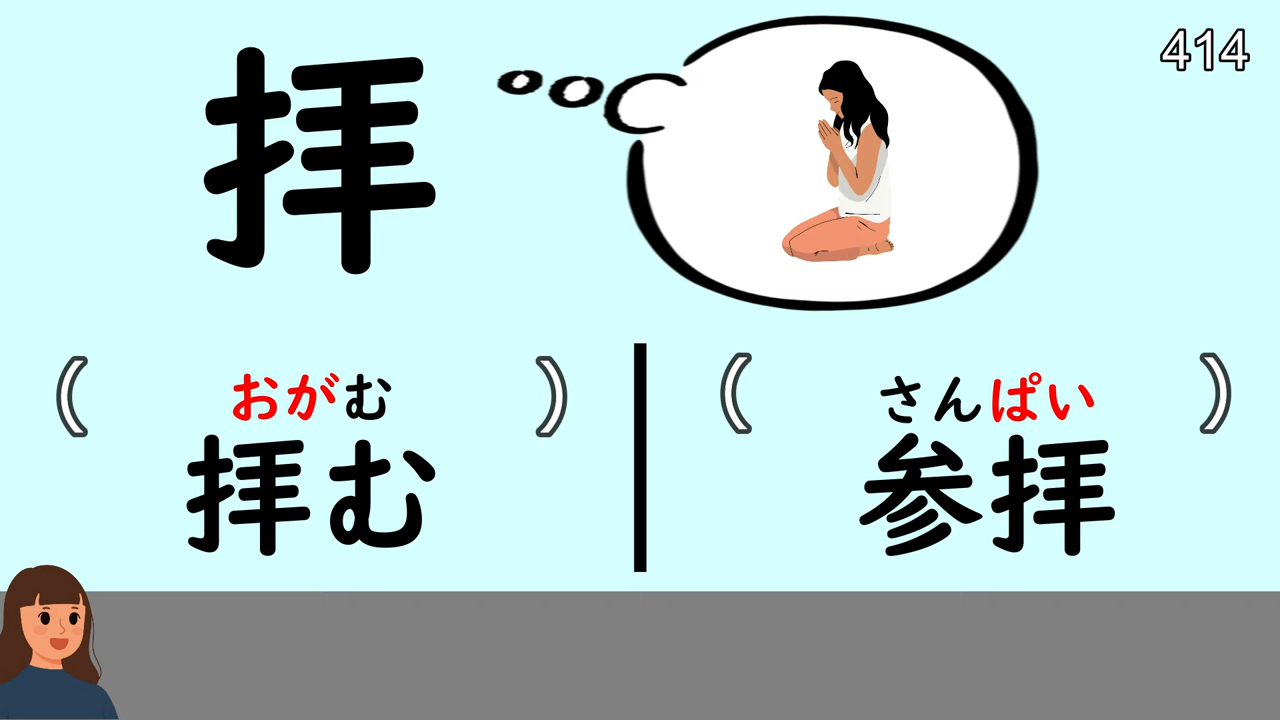 拝
414
( おがむ )
拝む
( さんぱい )
参拝